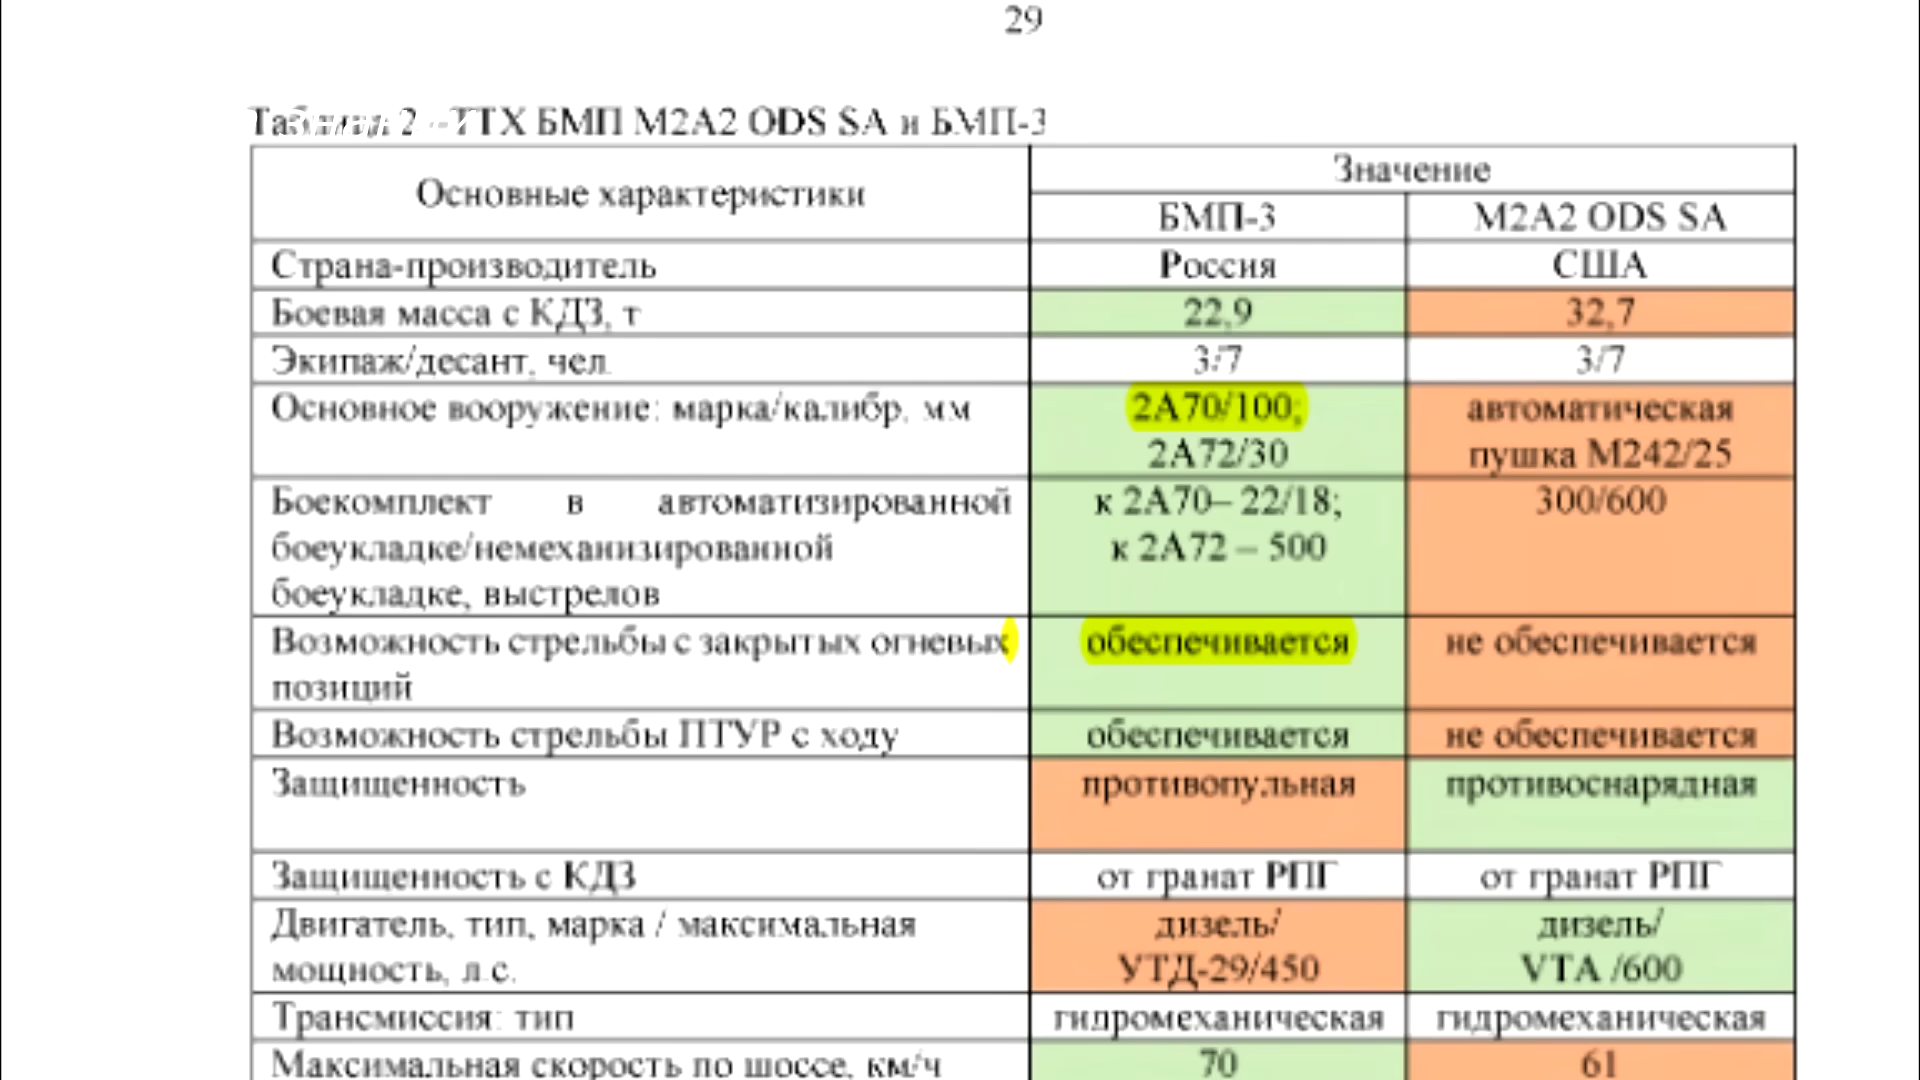 29
2 ТТХ БМП М2А2 ODS SA и БМП-3
Основные характеристики
Значение
БМП-3
М2А2 ODS SA
Страна-производитель
Россия
США
Боевая масса с КДЗ, т
22,9
32,7
Экипаж/десант, чел.
3/7
3/7
Основное вооружение: марка/калибр, мм
2А70/100;
2А72/30
автоматическая
пушка М242/25
Боекомплект в автоматизированной
боеукладке/немеханизированной
боеукладке, выстрелов
к 2А70– 22/18;
к 2А72 – 500
300/600
Возможность стрельбы с закрытых огневых
позиций
обеспечивается
не обеспечивается
Возможность стрельбы ПТУР с ходу
обеспечивается
не обеспечивается
Защищенность
противопульная
противоснарядная
Защищенность с КДЗ
от гранат РПГ
от гранат РПГ
Двигатель, тип, марка / максимальная
мощность, л.с.
дизель/
УТД-29/450
дизель/
VTA /600
Трансмиссия: тип
гидромеханическая
гидромеханическая
Максимальная скорость по шоссе, км/ч
70
61